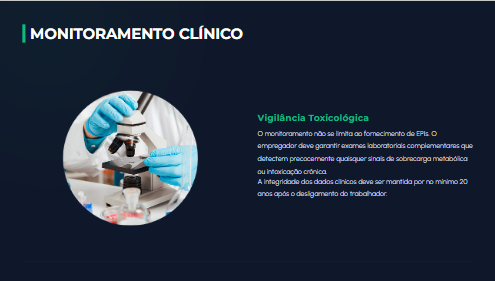 MONITORAMENTO CLÍNICO
Vigilância Toxicológica
O monitoramento não se limita ao fornecimento de EPIs. O
empregador deve garantir exames laboratoriais complementares que
detectem precocemente quaisquer sinais de sobrecarga metabólica
ou intoxicação crônica.
A integridade dos dados clínicos deve ser mantida por no mínimo 20
anos após o desligamento do trabalhador.